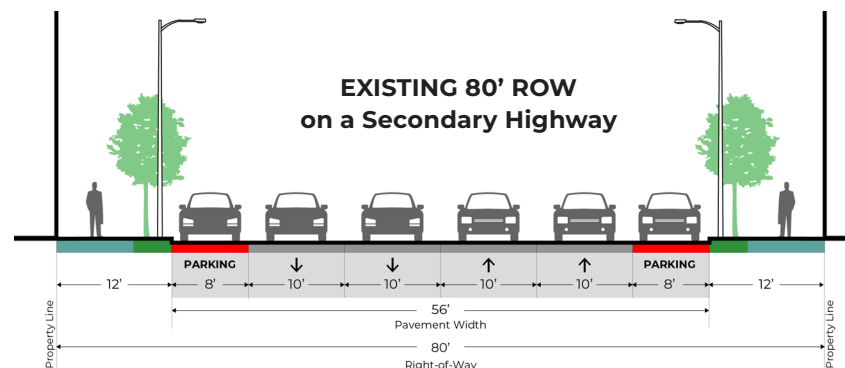 EXISTING 80’ ROW
on a Secondary Highway
PARKING
PARKING
12’
8’
10’
10’
10’
10’
8’
12’
56’
Pavement Width
80’
Right-of-Way
Property Line
Property Line